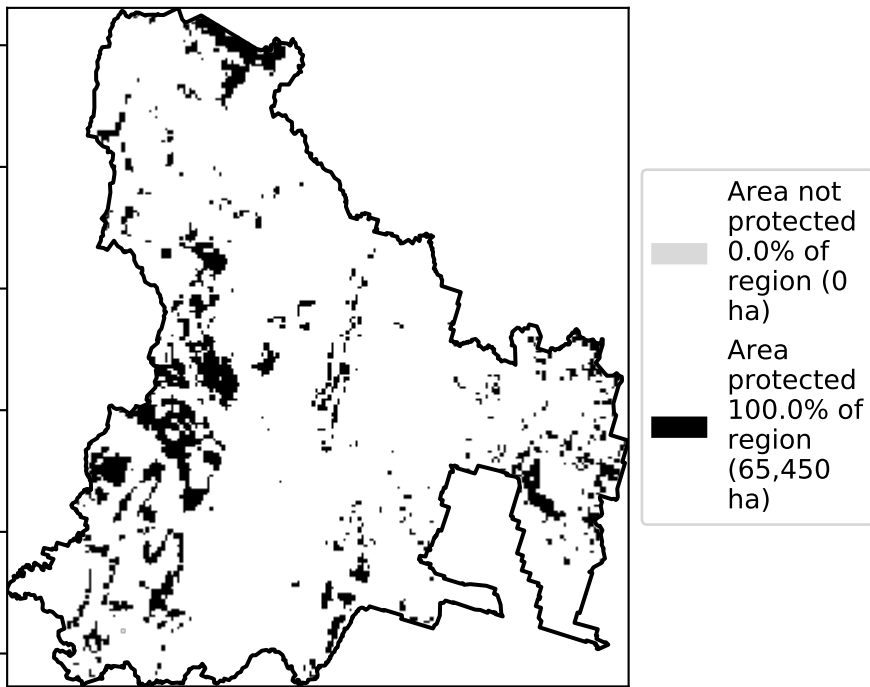 Area not
protected
0.0% of
region (0
ha)
Area
protected
100.0% of
region
(65,450
ha)